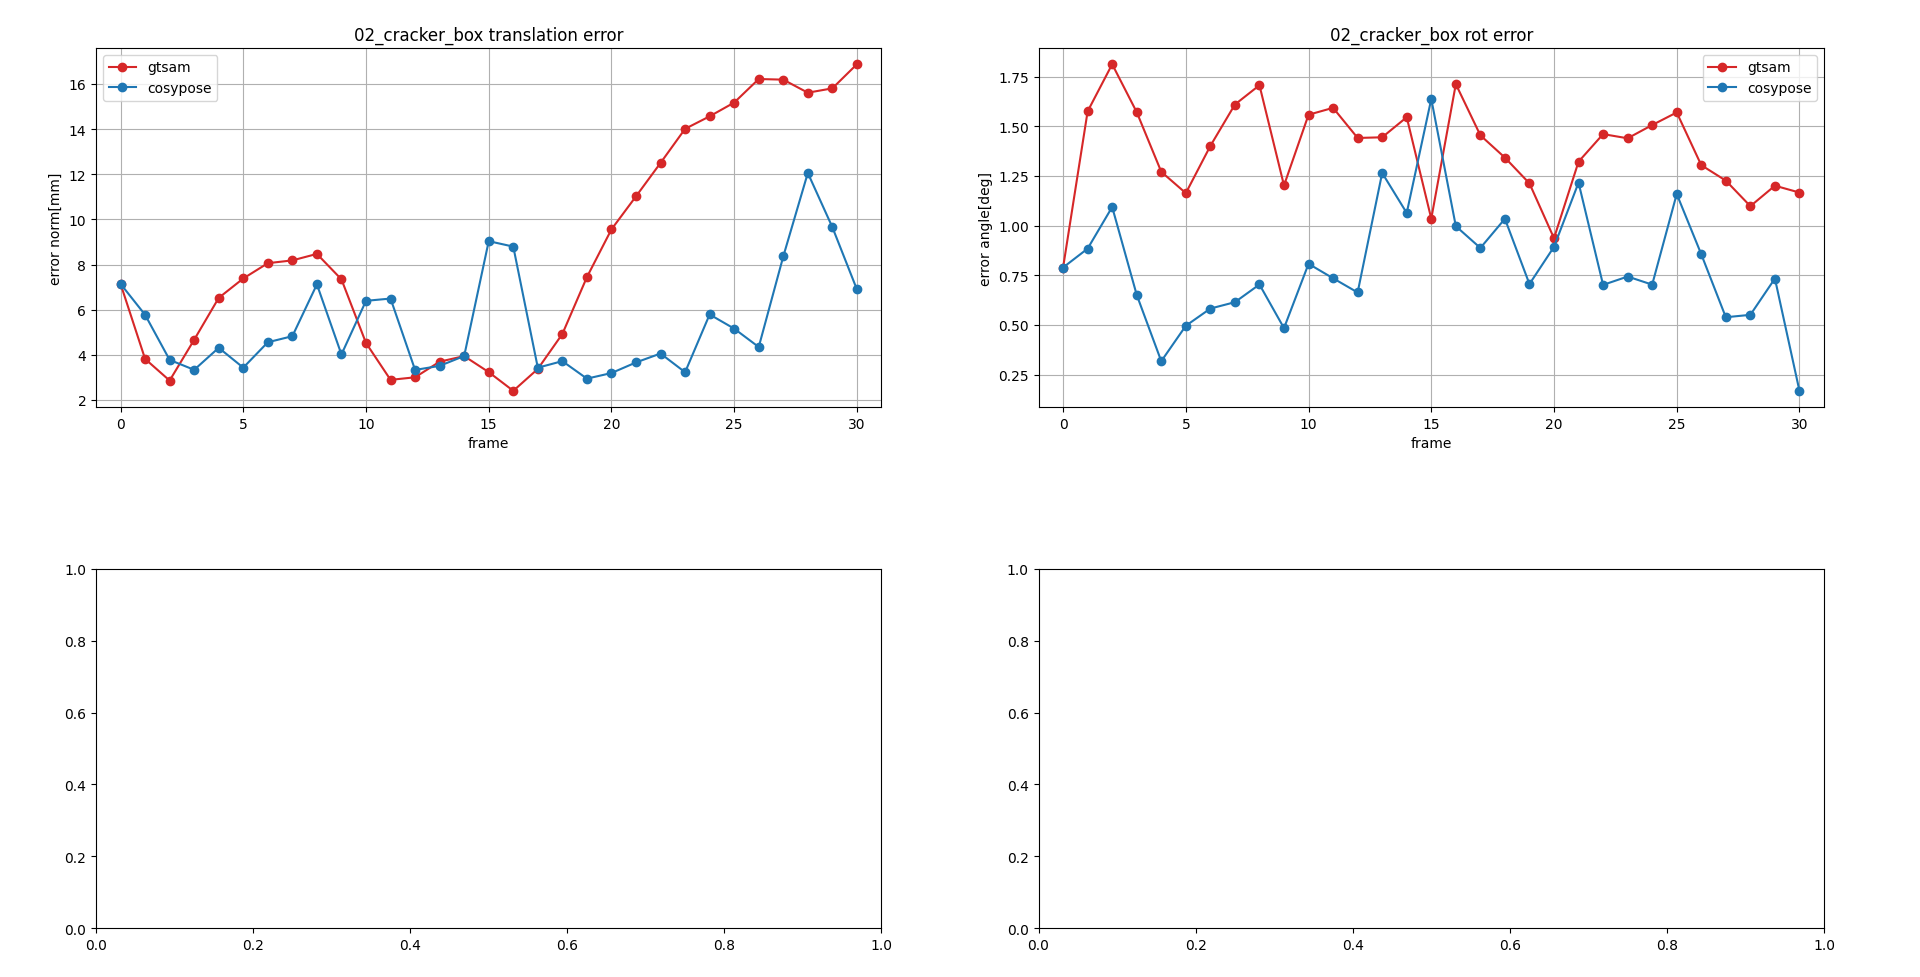 02_cracker_box translation error
gtsam
cosypose
error norm[mm]
16
14
12
10
8
6
4
2
0 5 10 15 20 25 30
frame
02_cracker_box rot error
gtsam
cosypose
error angle[deg]
1.75
1.50
1.25
1.00
0.75
0.50
0.25
0 5 10 15 20 25 30
frame
1.0
0.8
0.6
0.4
0.2
0.0
0.0 0.2 0.4 0.6 0.8 1.0
1.0
0.8
0.6
0.4
0.2
0.0
0.0 0.2 0.4 0.6 0.8 1.0